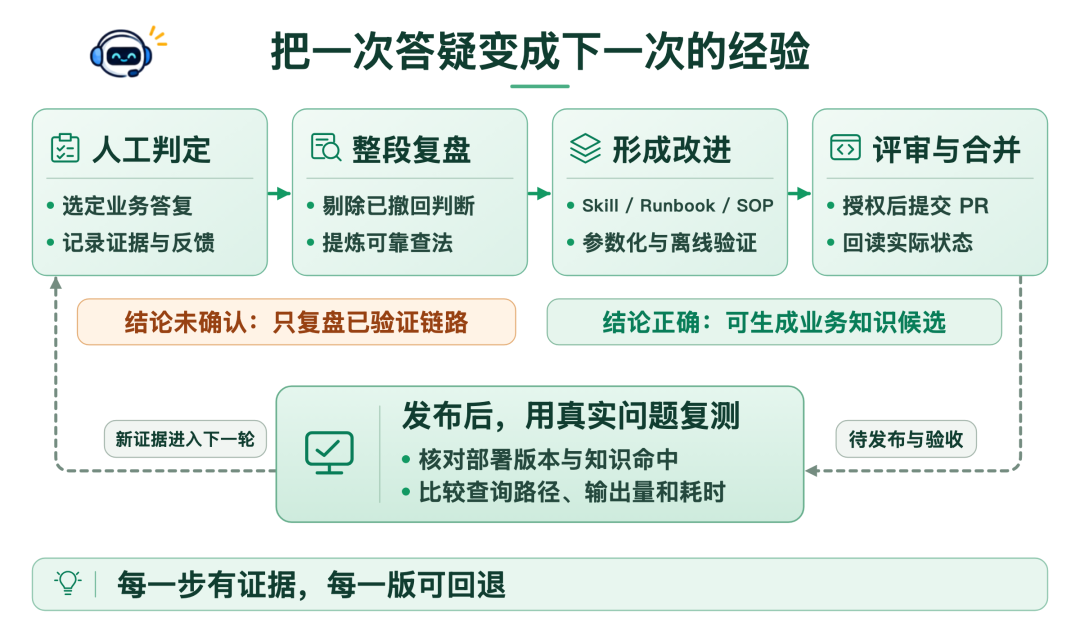 把一次答疑变成下一次的经验
人工判定
• 选定业务答复
• 记录证据与反馈
整段复盘
• 剔除已撤回判断
• 提炼可靠查法
形成改进
• Skill / Runbook / SOP
• 参数化与离线验证
评审与合并
• 授权后提交 PR
• 回读实际状态
结论未确认：只复盘已验证链路
结论正确：可生成业务知识候选
新证据进入下一轮
发布后，用真实问题复测
• 核对部署版本与知识命中
• 比较查询路径、输出量和耗时
待发布与验收
每一步有证据，每一版可回退